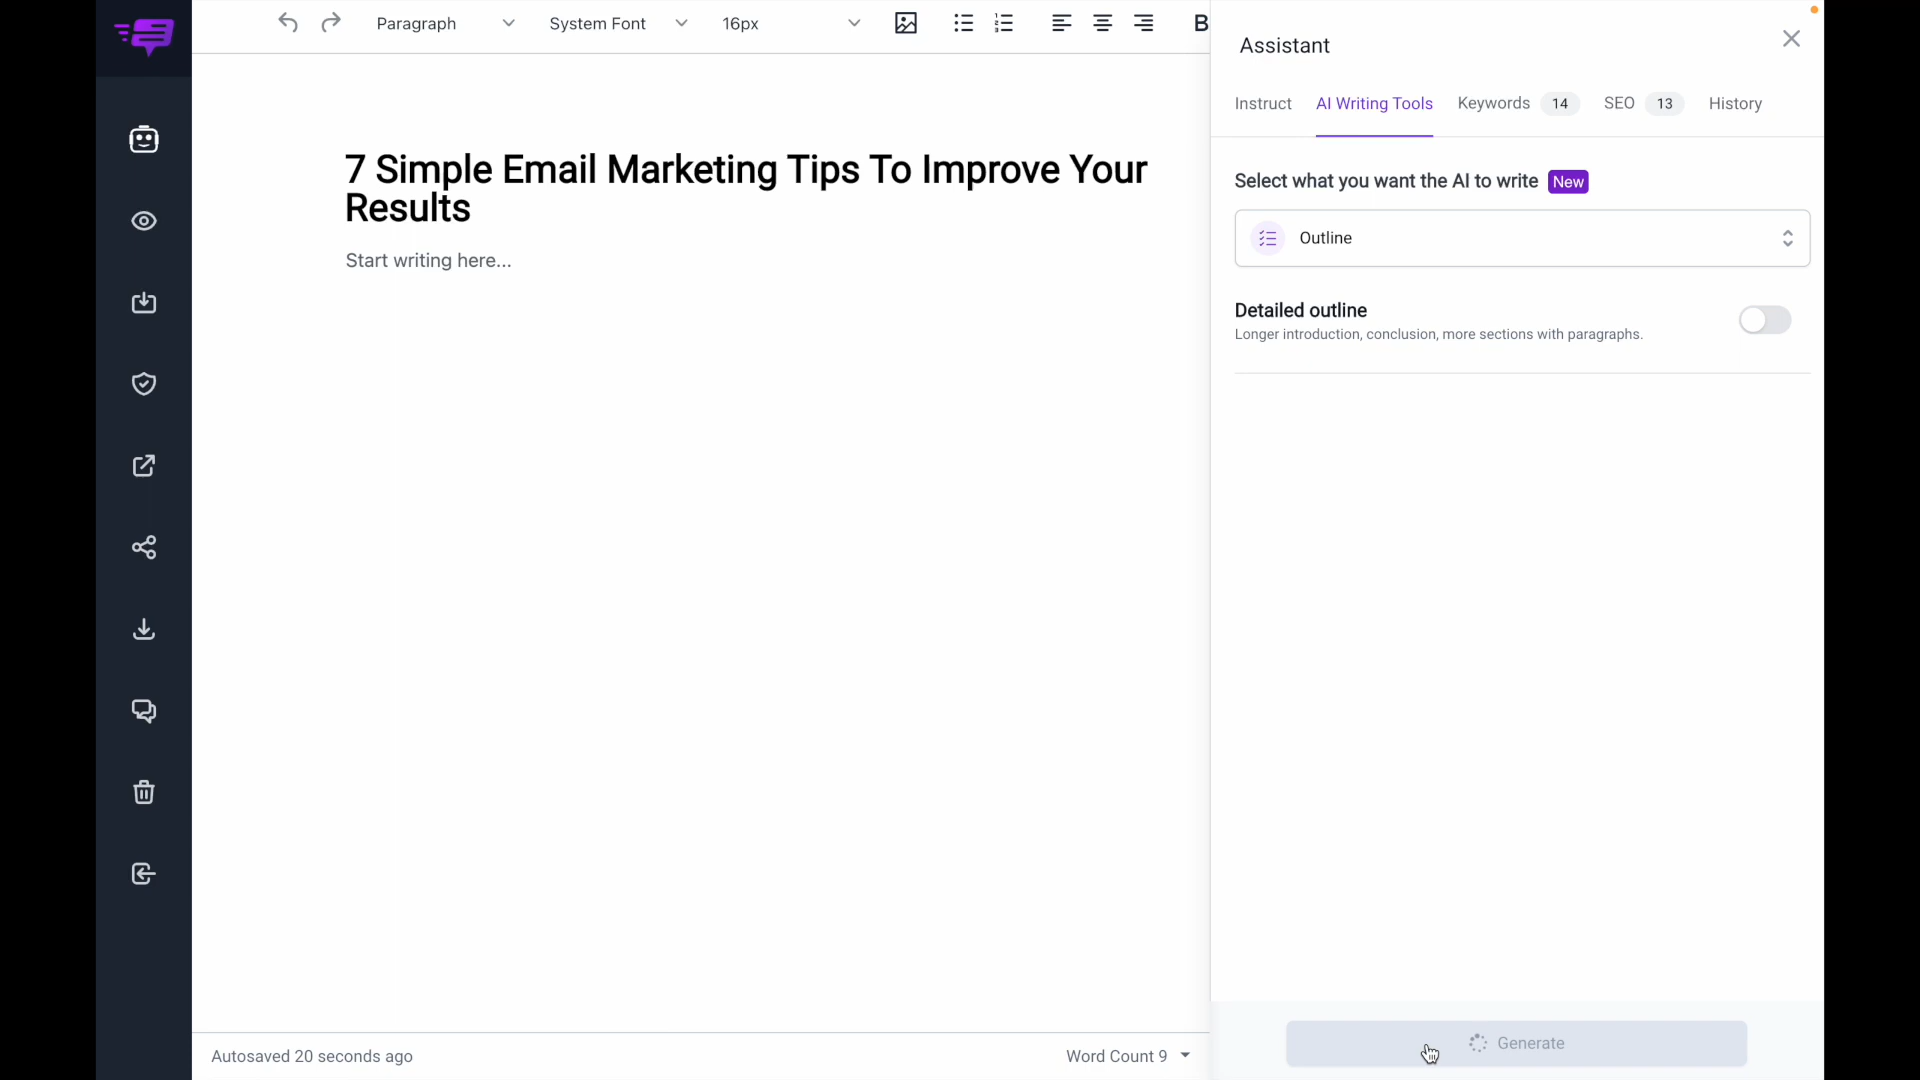 Paragraph
System Font
16px
B
Assistant
Instruct
AI Writing Tools
Keywords 14
SEO 13
History
7 Simple Email Marketing Tips To Improve Your
Results
Start writing here...
Select what you want the AI to write New
Outline
Detailed outline
Longer introduction, conclusion, more sections with paragraphs.
Autosaved 20 seconds ago
Word Count 9
Generate